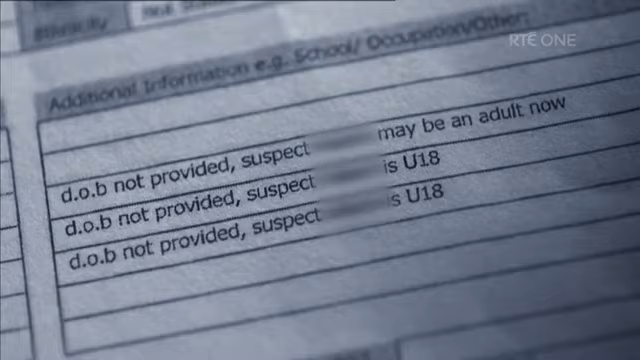 Ethnicity
RTÉ ONE
Additional Information e.g. School/ Occupation/Other:
d.o.b not provided, suspect may be an adult now
d.o.b not provided, suspect is U18
d.o.b not provided, suspect s U18